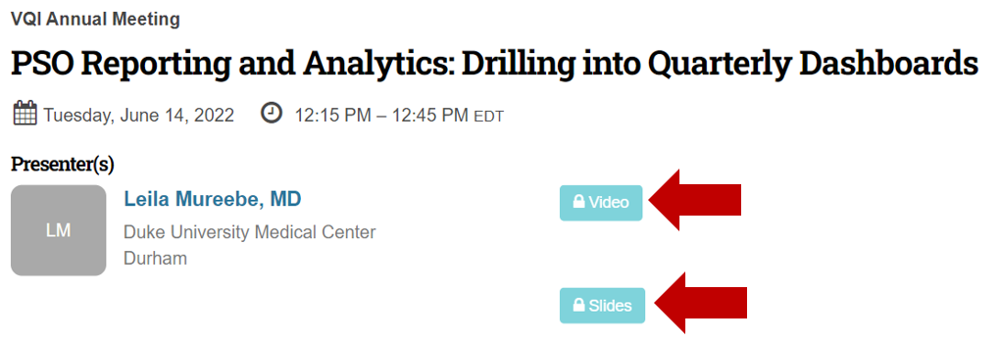 VQI Annual Meeting
PSO Reporting and Analytics: Drilling into Quarterly Dashboards
Tuesday, June 14, 2022 12:15 PM – 12:45 PM EDT
Presenter(s)
LM
Leila Mureebe, MD
Duke University Medical Center
Durham
Video
Slides